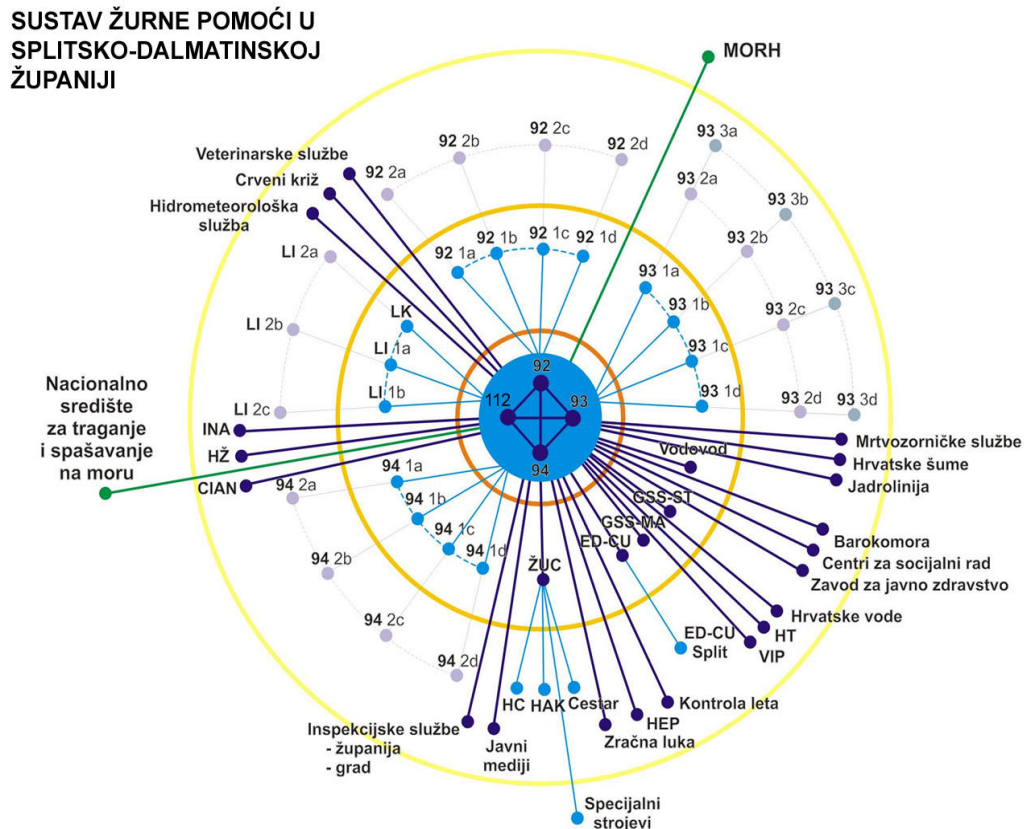 SUSTAV ŽURNE POMOĆI U
SPLITSKO-DALMATINSKOJ
ŽUPANIJI
MORH
92 2a
92 2b
92 2c
92 2d
93 3a
93 2a
93 3b
93 2b
93 3c
93 2c
93 3d
93 2d
Veterinarske službe
Crveni križ
Hidrometeorološka
služba
LI 2a
LI 2b
LI 2c
92 1a
92 1b
92 1c
92 1d
93 1a
93 1b
93 1c
93 1d
LK
LI 1a
LI 1b
92
112
93
94
Nacionalno
središte
za traganje
i spašavanje
na moru
INA
HŽ
CIAN
94 2a
94 2b
94 2c
94 2d
94 1a
94 1b
94 1c
94 1d
Vodovod
GSS-ST
GSS-MA
ED-CU
ŽUC
Mrtvozorničke službe
Hrvatske šume
Jadrolinija
Barokomora
Centri za socijalni rad
Zavod za javno zdravstvo
Hrvatske vode
HT
VIP
ED-CU
Split
Kontrola leta
HEP
Zračna luka
HC
HAK
Cestar
Inspekcijske službe
- županija
- grad
Javni
mediji
Specijalni
strojevi